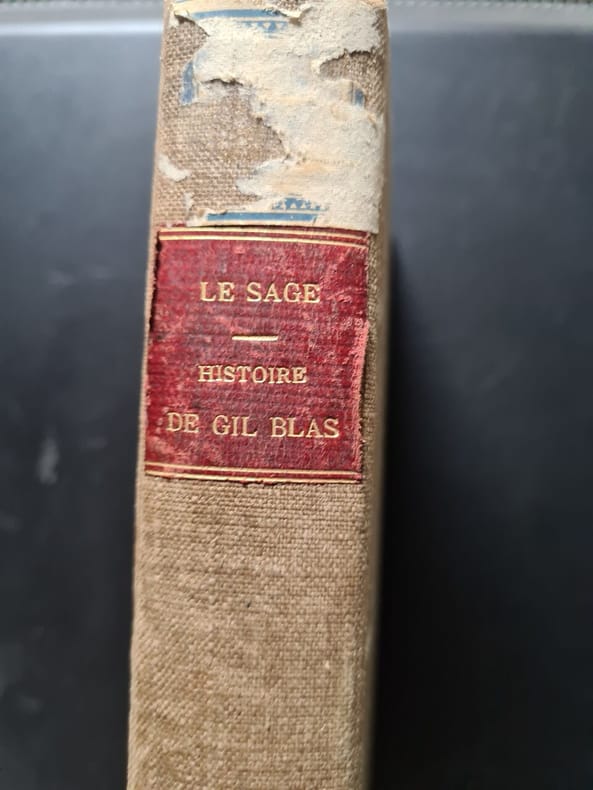 LE SAGE
HISTOIRE
DE GIL BLAS